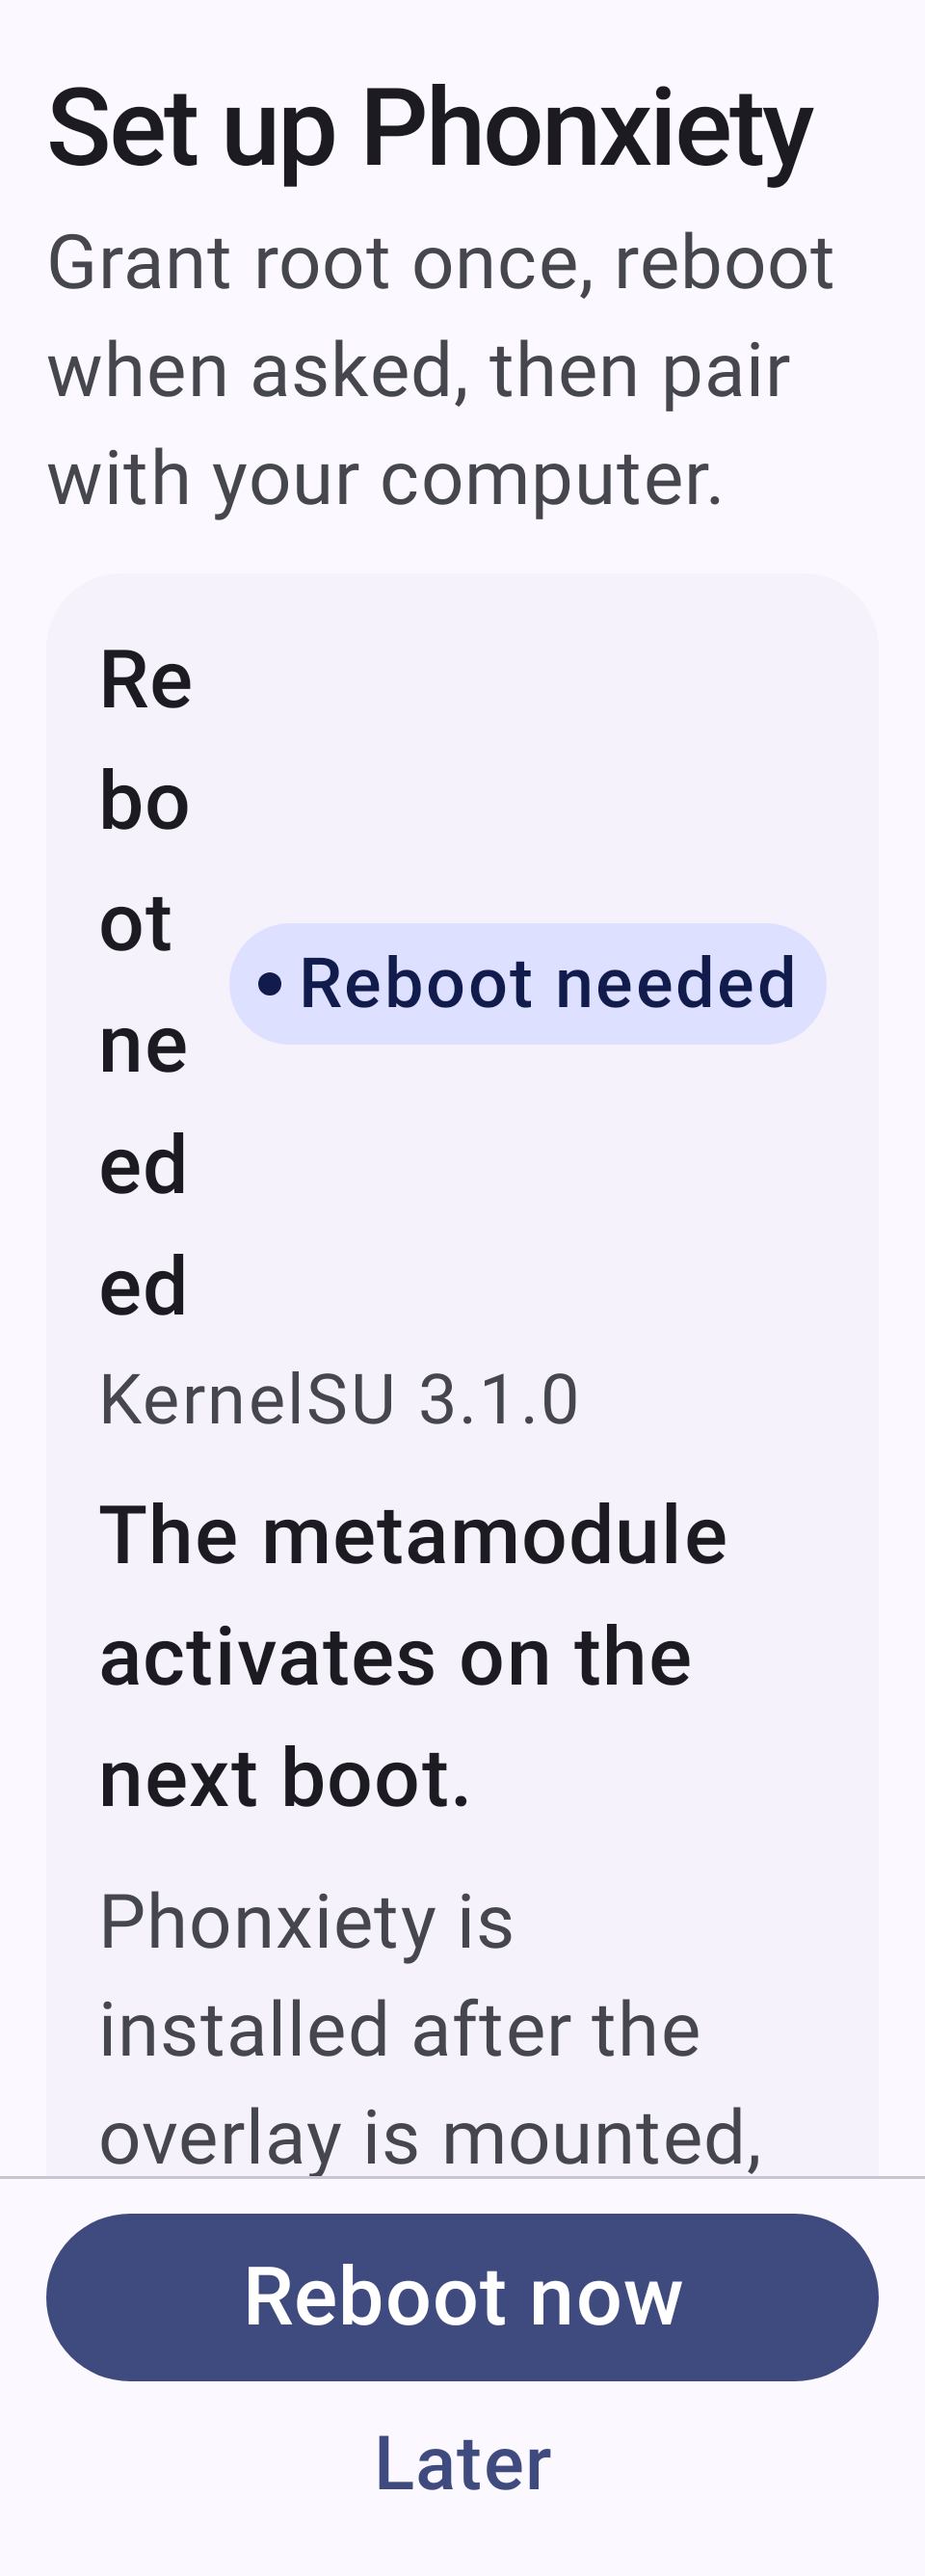 Set up Phonxiety
Grant root once, reboot
when asked, then pair
with your computer.
Re
bo
ot
ne
ed
ed
• Reboot needed
KernelSU 3.1.0
The metamodule
activates on the
next boot.
Phonxiety is
installed after the
overlay is mounted,
Reboot now
Later